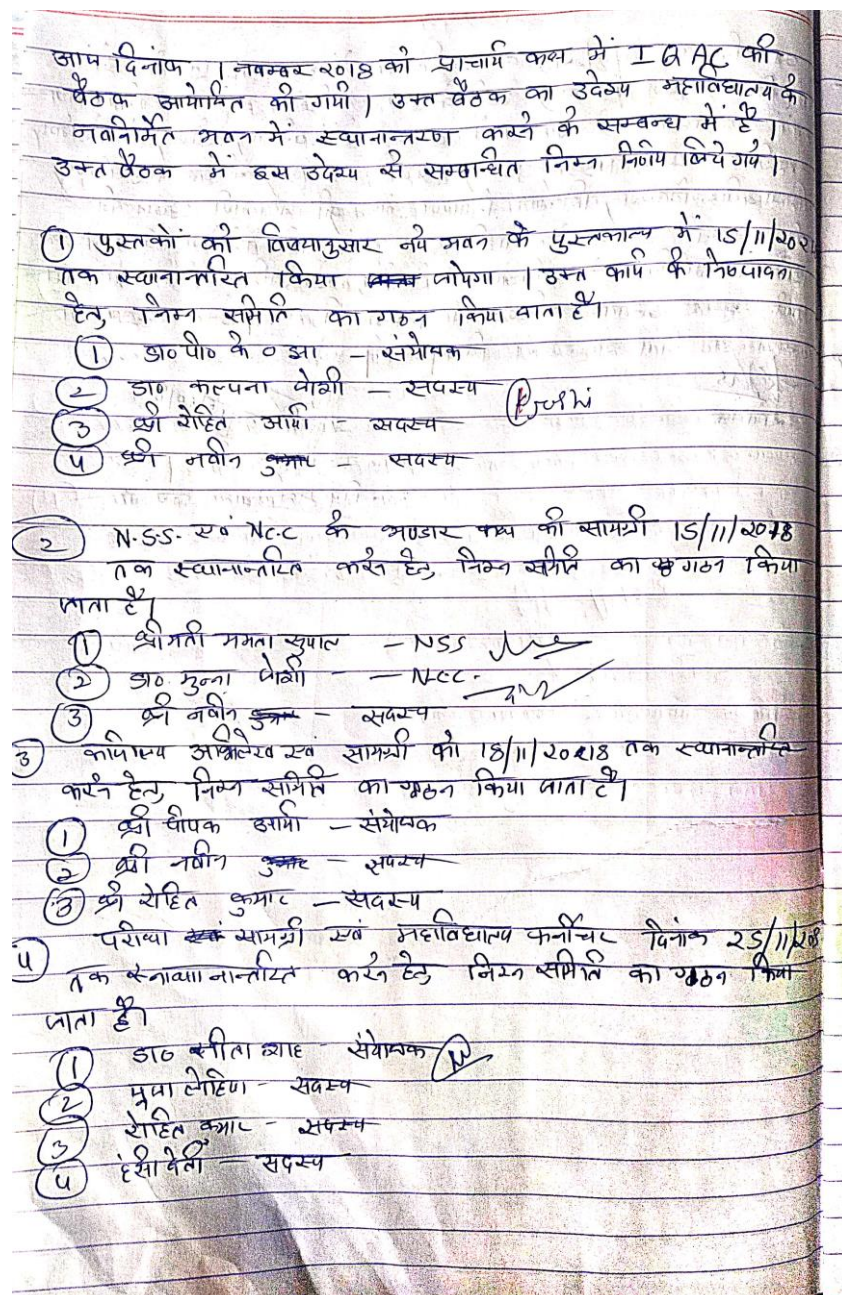 आज दिनांक 1 नवम्बर 2018 को प्राचार्य कक्ष में IQAC की
बैठक आयोजित की गयी। उक्त बैठक का उद्देश्य महाविद्यालय के
नवनिर्मित भवन में स्थानान्तरण करने के सम्बन्ध में है।
उक्त बैठक में इस उद्देश्य से सम्बन्धित निम्न निर्णय लिये गये।
① पुस्तकों को विषयानुसार नये भवन के पुस्तकालय में 15/11/201
तक स्थानान्तरित किया जायेगा। उक्त कार्य के निष्पादन
हेतु निम्न समिति का गठन किया जाता है।
① डा० पी० के० झा – संयोजक
② डा० कल्पना जोशी – सदस्य Kjoshi
③ श्री रोहित आर्या – सदस्य
④ श्री नवीन कुमार – सदस्य
② N.S.S. एवं N.C.C के भण्डार कक्ष की सामग्री 15/11/2018
तक स्थानान्तरित करने हेतु निम्न समिति का गठन किया
जाता है।
① श्रीमती ममता सुयाल – NSS
② डा० मुन्ना जोशी – N.C.C.
③ श्री नवीन कुमार – सदस्य
3 कार्यालय अभिलेख एवं सामग्री को 18/11/2018 तक स्थानान्तरित
करने हेतु निम्न समिति का गठन किया जाता है।
① श्री दीपक आर्या – संयोजक
② श्री नवीन कुमार – सदस्य
③ श्री रोहित कुमार – सदस्य
④ परीक्षा सामग्री एवं महाविद्यालय फर्नीचर दिनांक 25/11/208
तक करने हेतु निम्न समिति का गठन किया
जाता है।
① डा० – संयोजक
② – सदस्य
③ रोहित कुमार – सदस्य
④ हंसी देवी – सदस्य